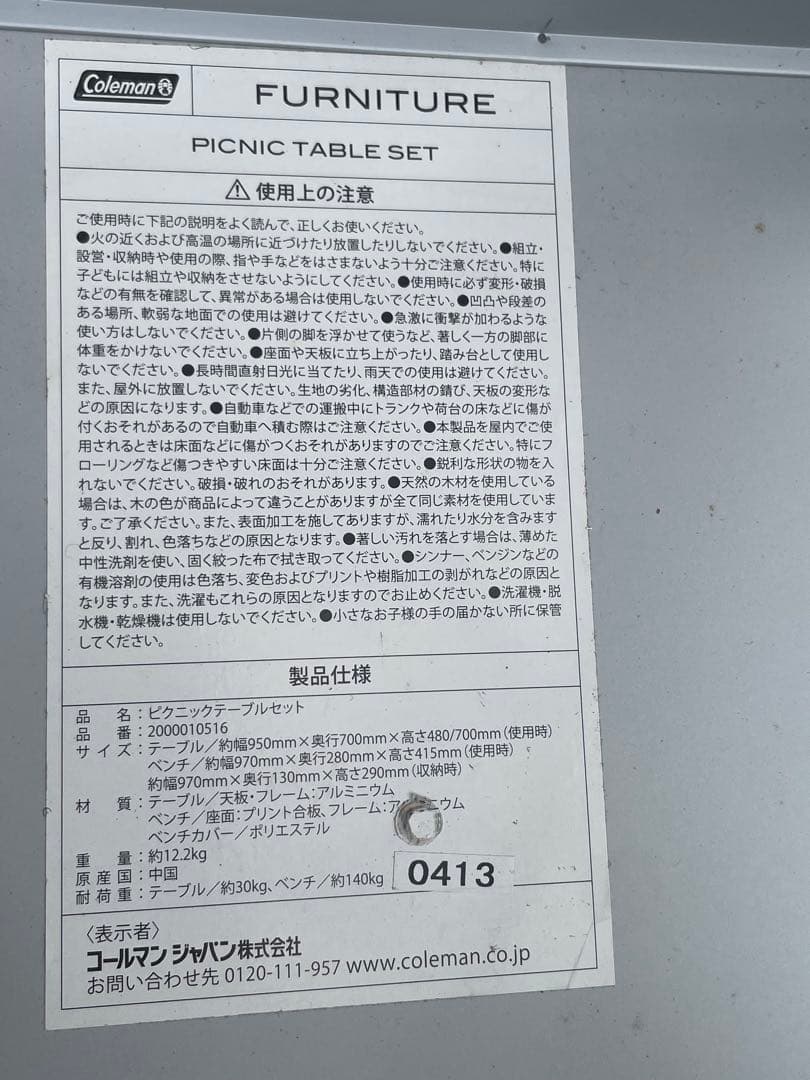 Coleman
FURNITURE
PICNIC TABLE SET
⚠ 使用上の注意
ご使用時に下記の説明をよく読んで、正しくお使いください。
●火の近くおよび高温の場所に近づけたり放置したりしないでください。●組立・
設営・収納時や使用の際、指や手などをはさまないよう十分ご注意ください。特に
子どもには組立や収納をさせないようにしてください。●使用時に必ず変形・破損
などの有無を確認して、異常がある場合は使用しないでください。●凹凸や段差の
ある場所、軟弱な地面での使用は避けてください。●急激に衝撃が加わるような
使い方はしないでください。●片側の脚を浮かせて使うなど、著しく一方の脚部に
体重をかけないでください。●座面や天板に立ち上がったり、踏み台として使用し
ないでください。●長時間直射日光に当てたり、雨天での使用は避けてください。
また、屋外に放置しないでください。生地の劣化、構造部材の錆び、天板の変形な
どの原因になります。●自動車などでの運搬中にトランクや荷台の床などに傷が
付くおそれがあるので自動車へ積む際はご注意ください。●本製品を屋内でご使
用されるときは床面などに傷がつくおそれがありますのでご注意ください。特にフ
ローリングなど傷つきやすい床面は十分ご注意ください。●鋭利な形状の物を入
れないでください。破損・破れのおそれがあります。●天然の木材を使用している
場合は、木の色が商品によって違うことがありますが全て同じ素材を使用していま
す。ご了承ください。また、表面加工を施してありますが、濡れたり水分を含みます
と反り、割れ、色落ちなどの原因となります。●著しい汚れを落とす場合は、薄めた
中性洗剤を使い、固く絞った布で拭き取ってください。●シンナー、ベンジンなどの
有機溶剤の使用は色落ち、変色およびプリントや樹脂加工の剥がれなどの原因と
なります。また、洗濯もこれらの原因となりますのでお止めください。●洗濯機・脱
水機・乾燥機は使用しないでください。●小さなお子様の手の届かない所に保管
してください。
製品仕様
品 名：ピクニックテーブルセット
品 番：2000010516
サイズ：テーブル／約幅950mm×奥行700mm×高さ480/700mm（使用時）
ベンチ／約幅970mm×奥行280mm×高さ415mm（使用時）
約幅970mm×奥行130mm×高さ290mm（収納時）
材 質：テーブル／天板・フレーム：アルミニウム
ベンチ／座面：プリント合板、フレーム：アルミニウム
ベンチカバー／ポリエステル
重 量：約12.2kg
原産国：中国
耐荷重：テーブル／約30kg、ベンチ／約140kg
0413
〈表示者〉
コールマン ジャパン株式会社
お問い合わせ先 0120-111-957 www.coleman.co.jp